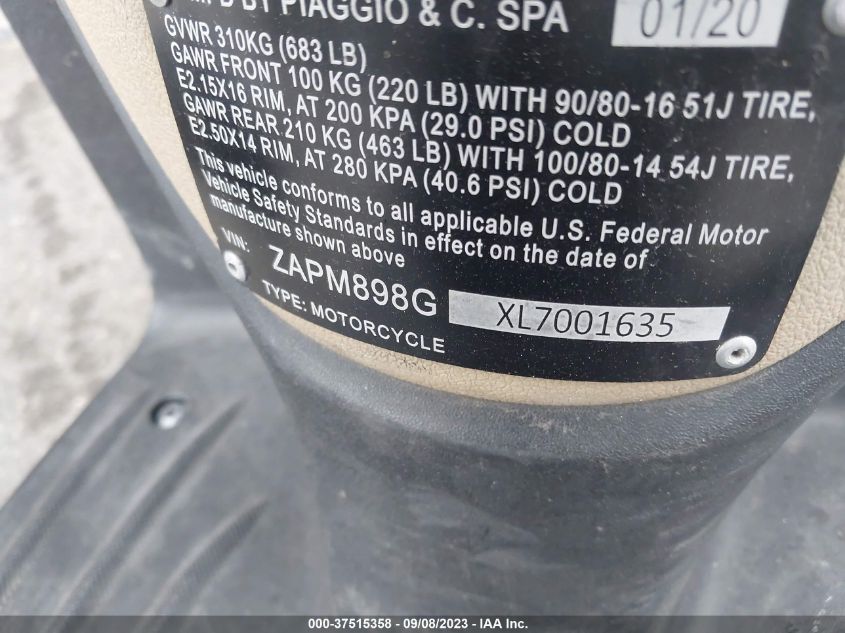 BY PIAGGIO & C. SPA 01/20
GVWR 310KG (683 LB)
GAWR FRONT 100 KG (220 LB) WITH 90/80-16 51J TIRE,
E2.15X16 RIM, AT 200 KPA (29.0 PSI) COLD
GAWR REAR 210 KG (463 LB) WITH 100/80-14 54J TIRE,
E2.50X14 RIM, AT 280 KPA (40.6 PSI) COLD
This vehicle conforms to all applicable U.S. Federal Motor
Vehicle Safety Standards in effect on the date of
manufacture shown above
VIN: ZAPM898G XL7001635
TYPE: MOTORCYCLE
000-37515358 - 09/08/2023 - © IAA Inc.